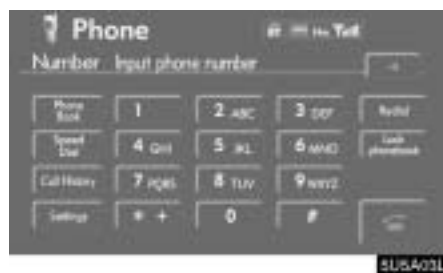 Phone
Number Input phone number
Phone Book 1 2 ABC 3 DEF Redial
Speed Dial 4 GHI 5 JKL 6 MNO Lock phonebook
Call History 7 PQRS 8 TUV 9 WXYZ
Settings * + 0 #